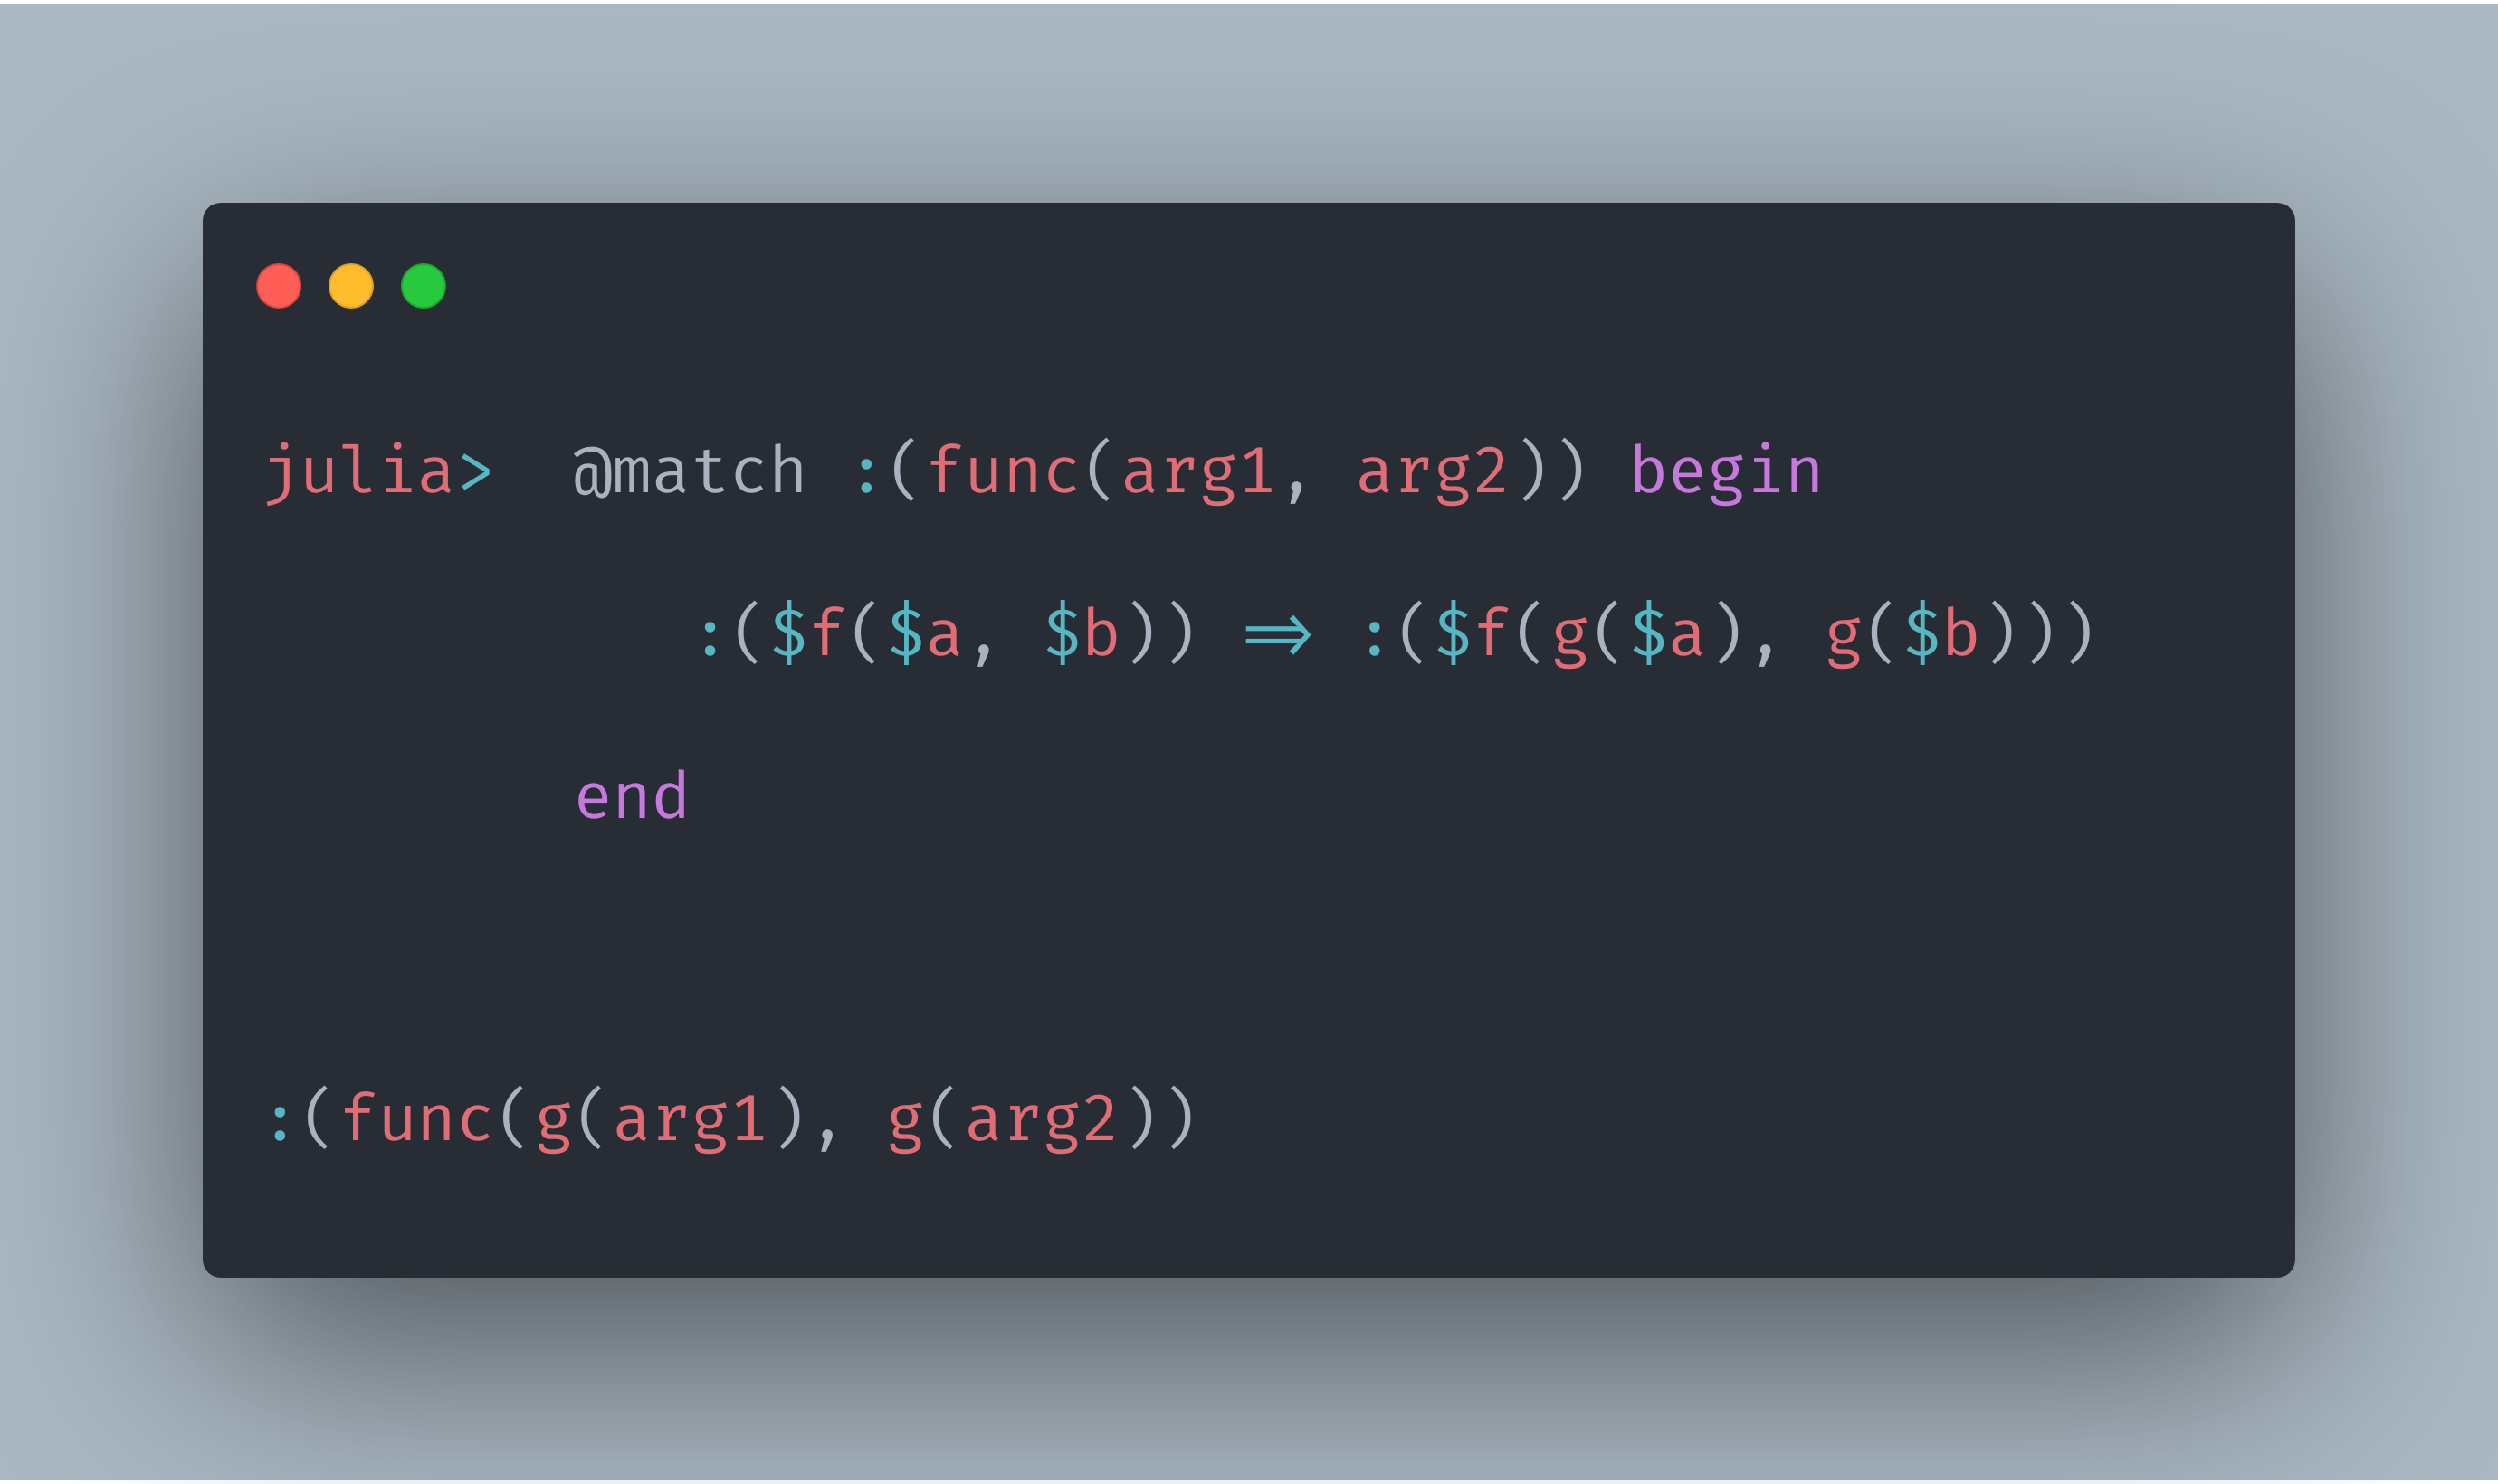 julia>  @match :(func(arg1, arg2)) begin
           :($f($a, $b)) => :($f(g($a), g($b)))
        end
:(func(g(arg1), g(arg2))